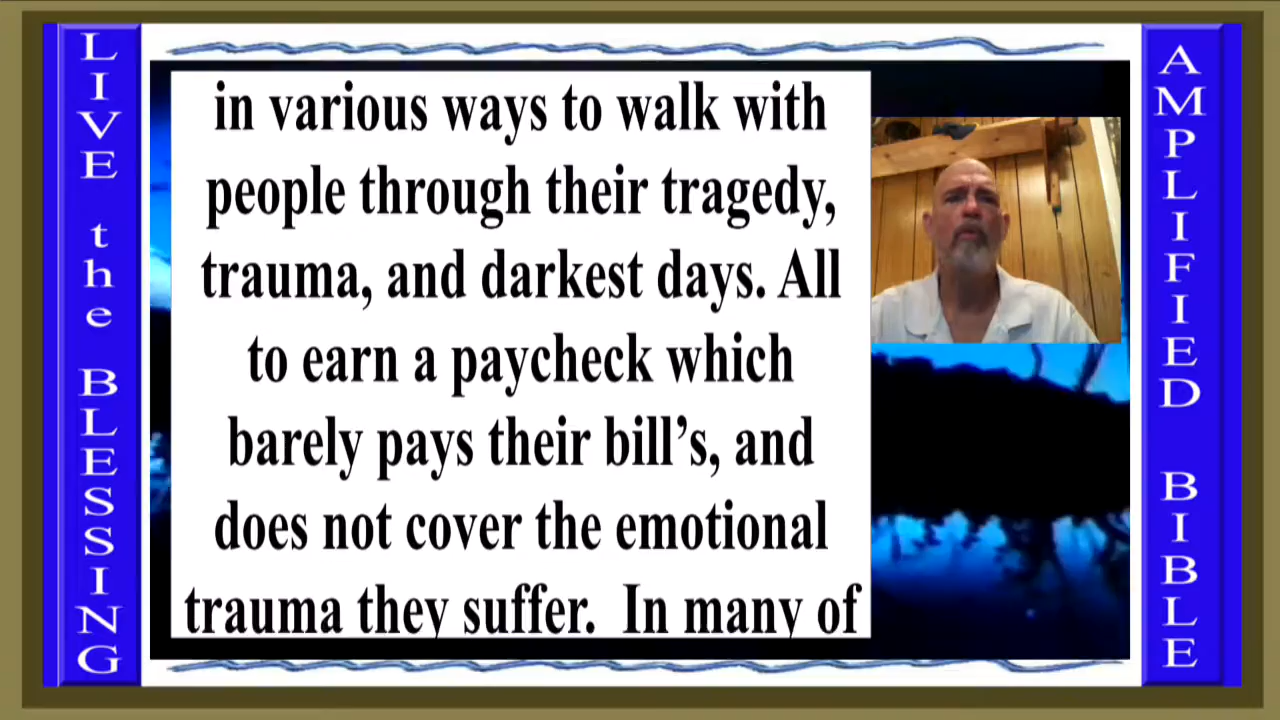 LIVE the BLESSING
in various ways to walk with
people through their tragedy,
trauma, and darkest days. All
to earn a paycheck which
barely pays their bill’s, and
does not cover the emotional
trauma they suffer.  In many of
AMPLIFIED BIBLE